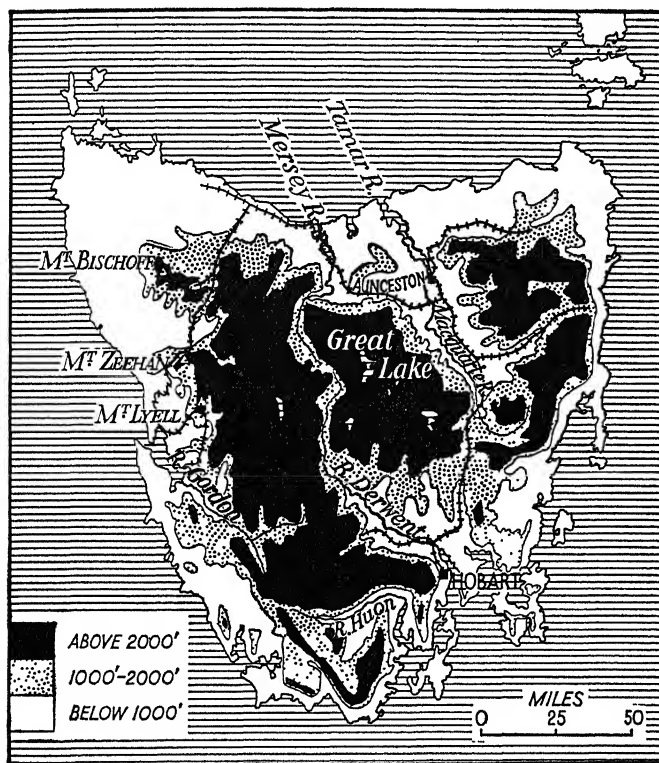 Tamar R.
Mersey R.
MT. BISCHOFF
LAUNCESTON
Macquarie R.
MT. ZEEHAN
Great
Lake
MT LYELL
R. Gordon
R. Derwent
HOBART
R. Huon
ABOVE 2000'
1000'-2000'
BELOW 1000'
MILES
0 25 50